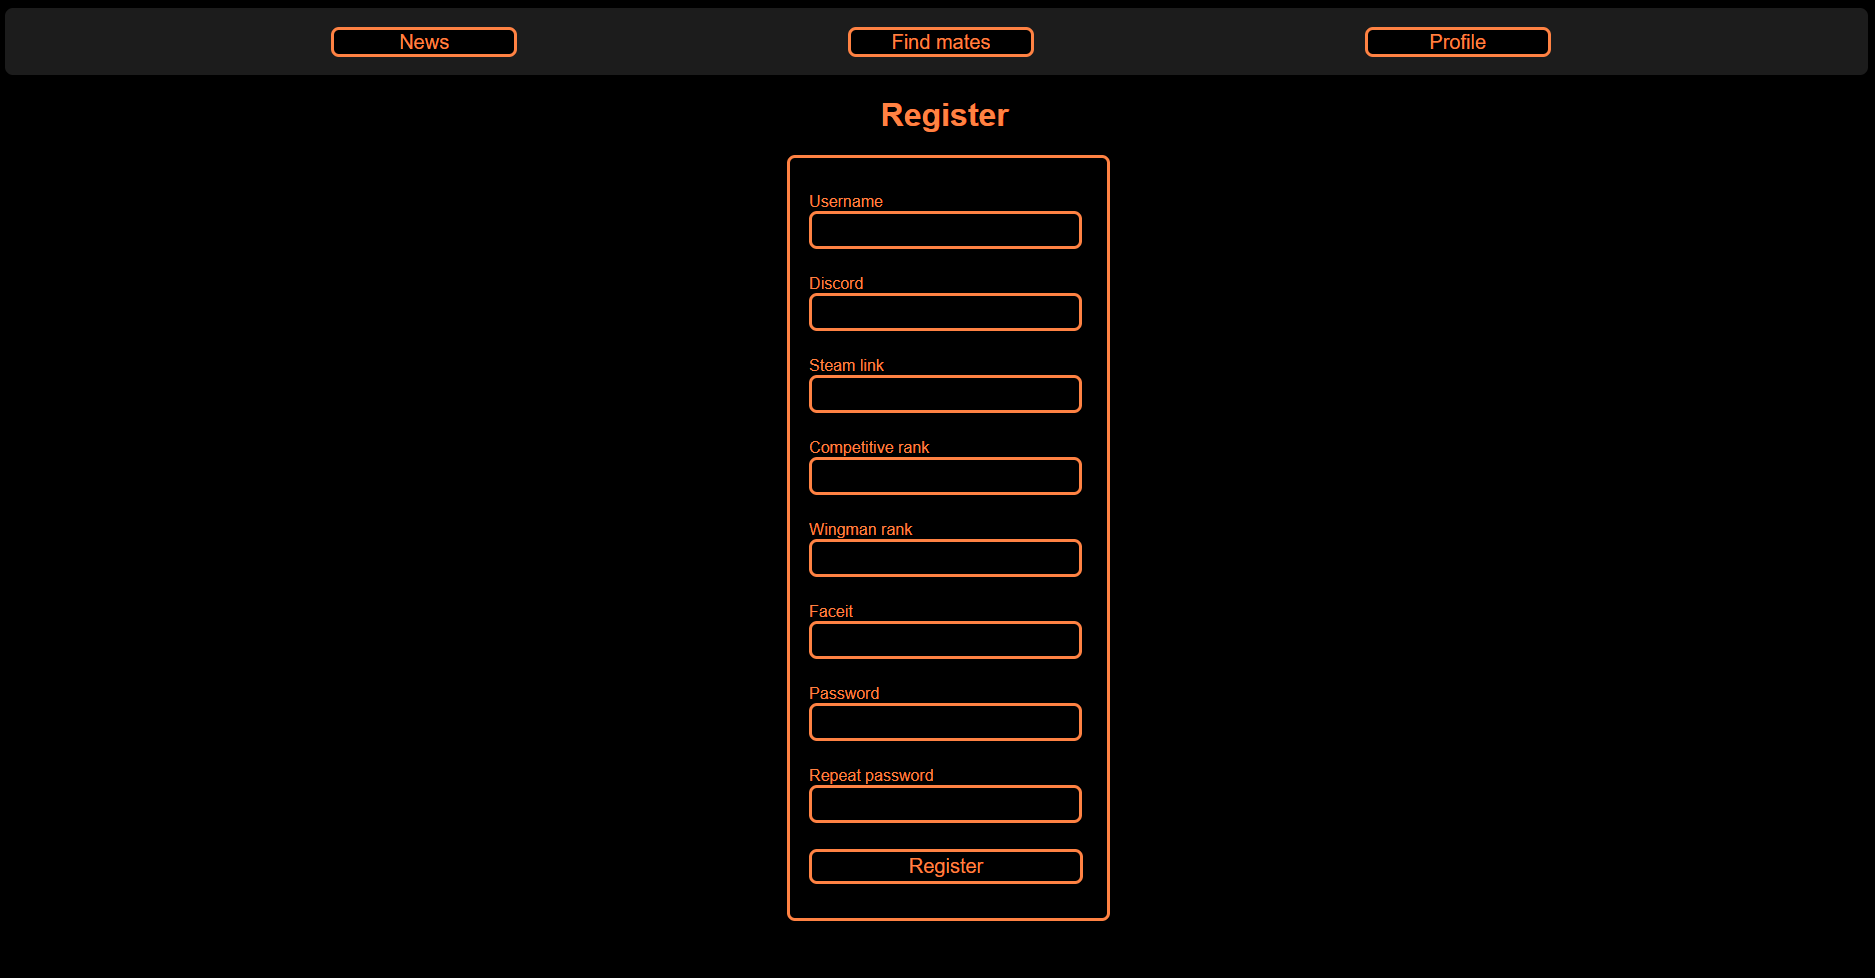 News
Find mates
Profile
Register
Username
Discord
Steam link
Competitive rank
Wingman rank
Faceit
Password
Repeat password
Register